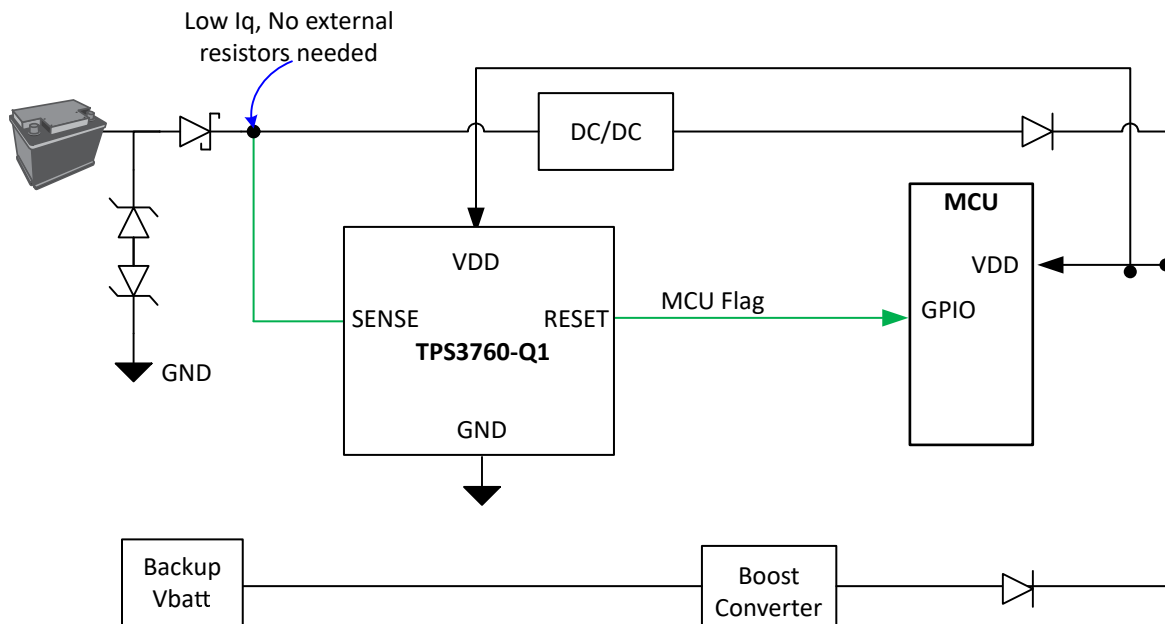 Low Iq, No external
resistors needed
DC/DC
MCU
VDD
VDD
SENSE
RESET
MCU Flag
GPIO
TPS3760-Q1
GND
GND
Backup
Vbatt
Boost
Converter